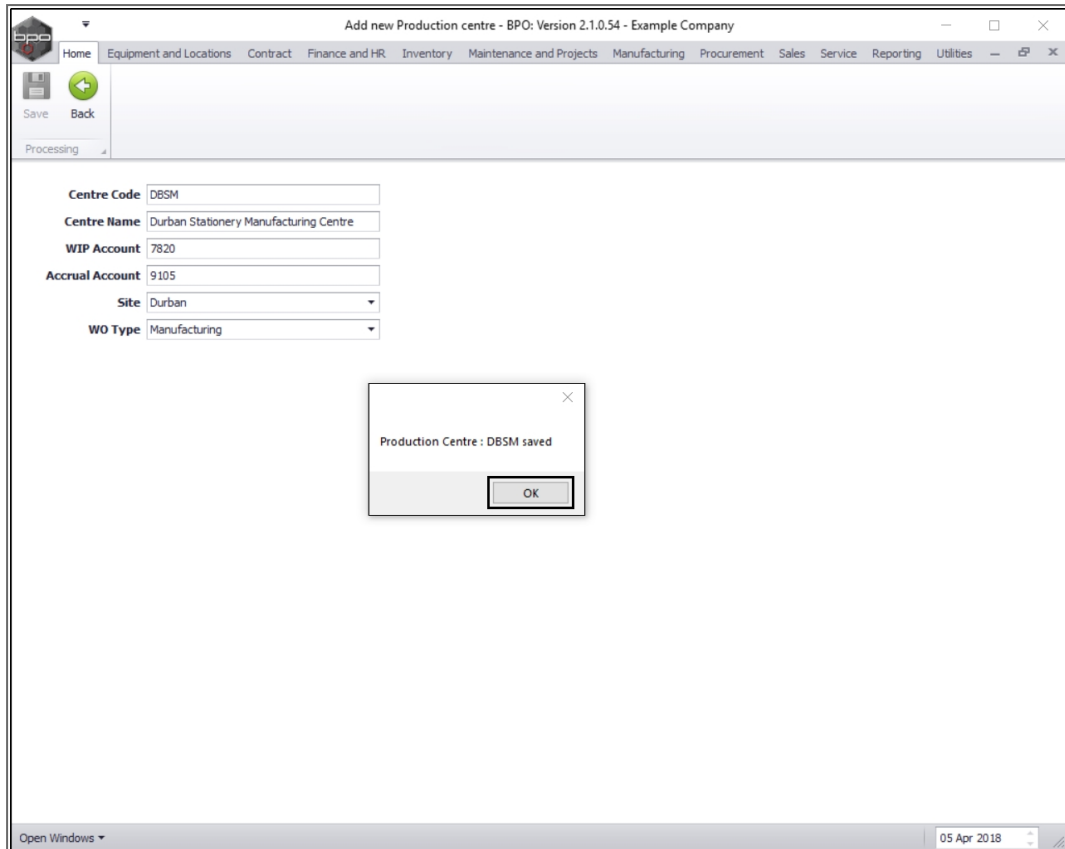 Add new Production centre - BPO: Version 2.1.0.54 - Example Company
bpo
Home Equipment and Locations Contract Finance and HR Inventory Maintenance and Projects Manufacturing Procurement Sales Service Reporting Utilities
Save Back
Processing
Centre Code DBSM
Centre Name Durban Stationery Manufacturing Centre
WIP Account 7820
Accrual Account 9105
Site Durban
WO Type Manufacturing
Production Centre : DBSM saved
OK
Open Windows 05 Apr 2018